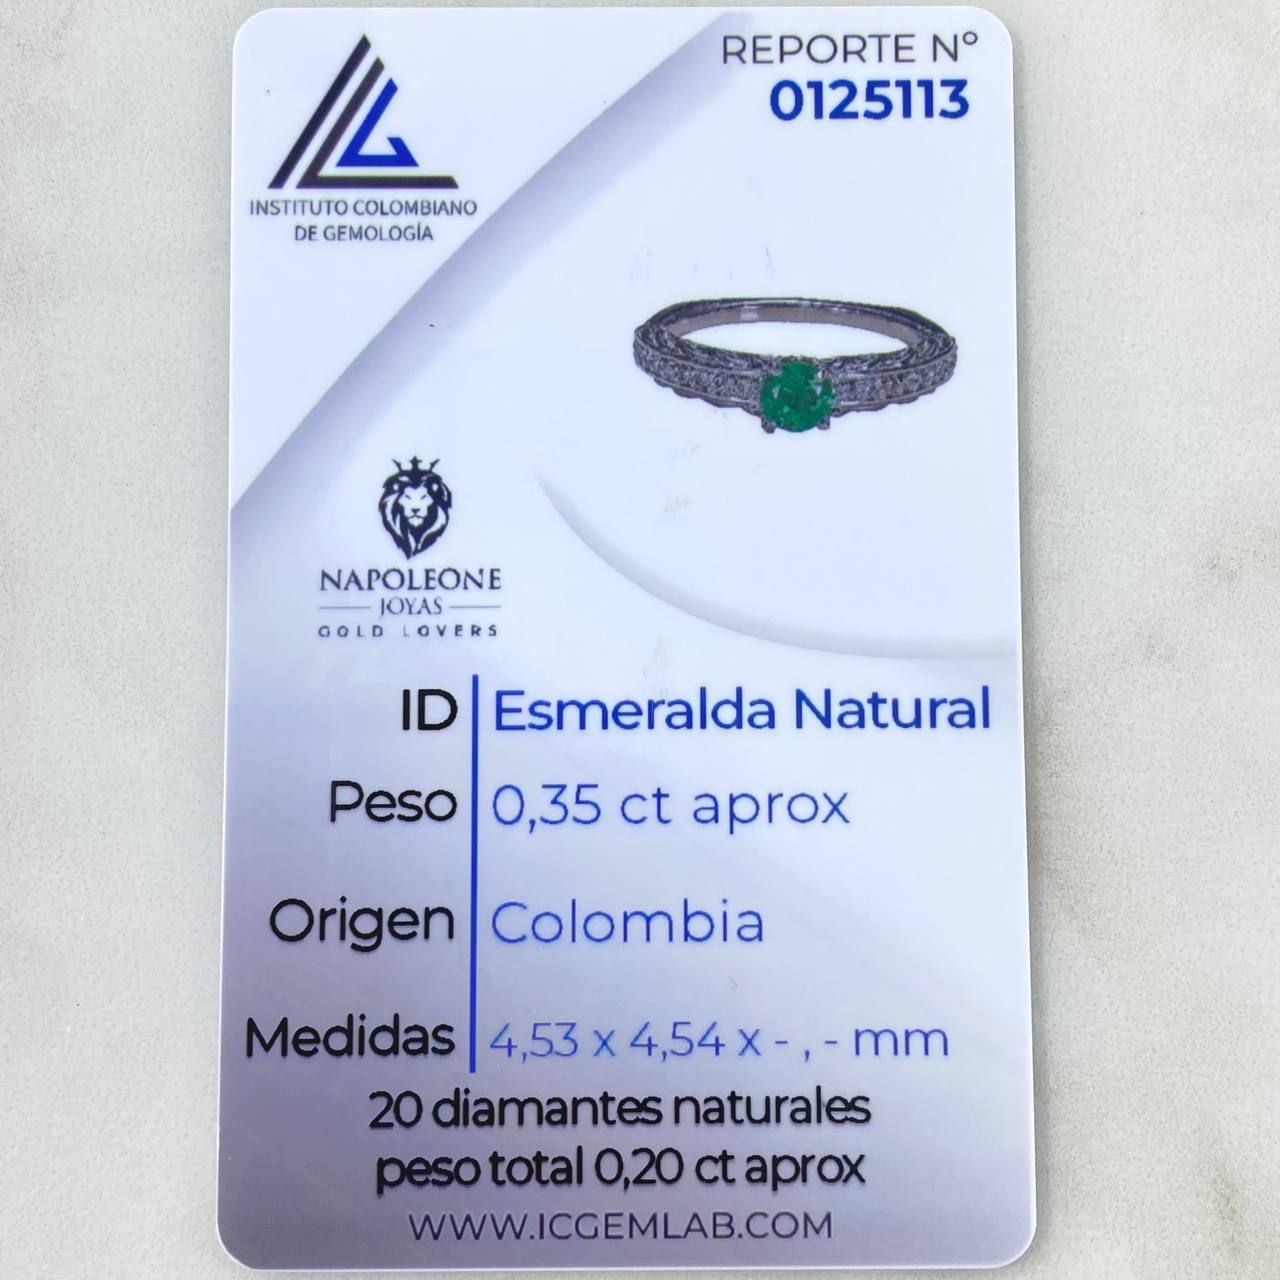 REPORTE Nº
0125113
INSTITUTO COLOMBIANO
DE GEMOLOGÍA
NAPOLEONE
JOYAS
GOLD LOVERS
ID Esmeralda Natural
Peso 0,35 ct aprox
Origen Colombia
Medidas 4,53 x 4,54 x - , - mm
20 diamantes naturales
peso total 0,20 ct aprox
WWW.ICGEMLAB.COM